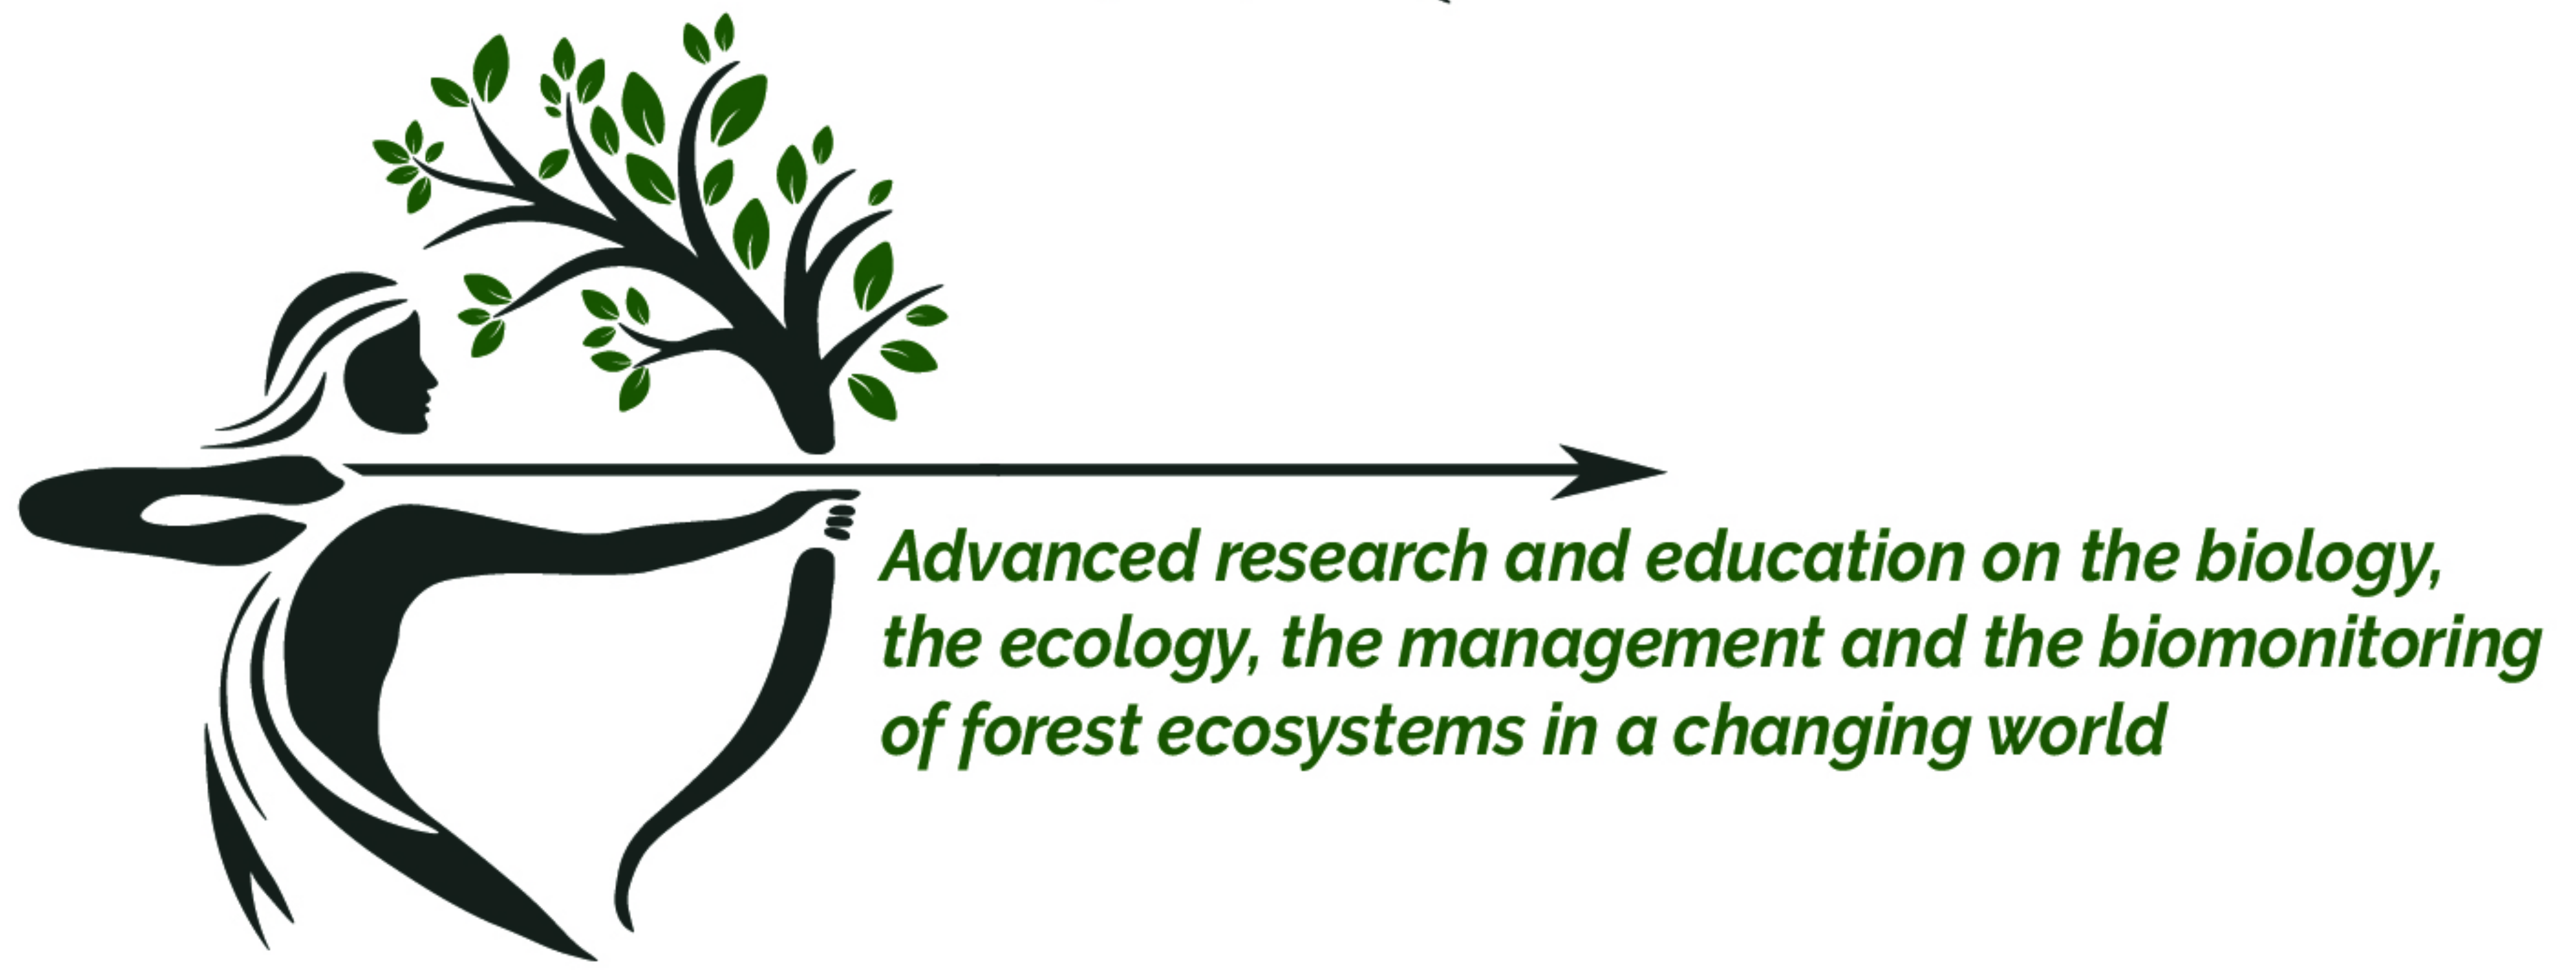 Advanced research and education on the biology,
the ecology, the management and the biomonitoring
of forest ecosystems in a changing world